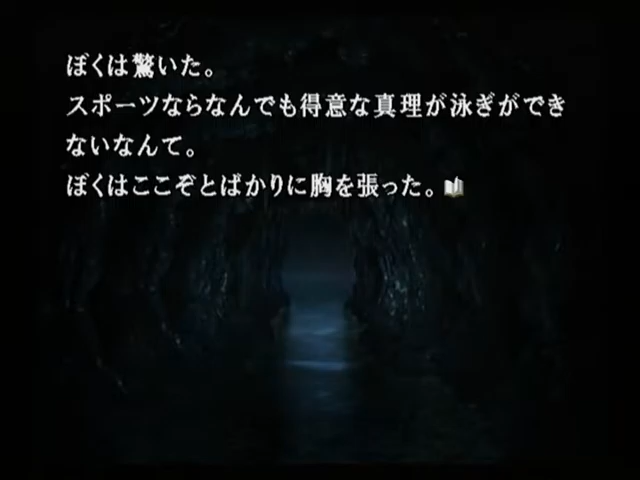 ぼくは驚いた。
スポーツならなんでも得意な真理が泳ぎができ
ないなんて。
ぼくはここぞとばかりに胸を張った。